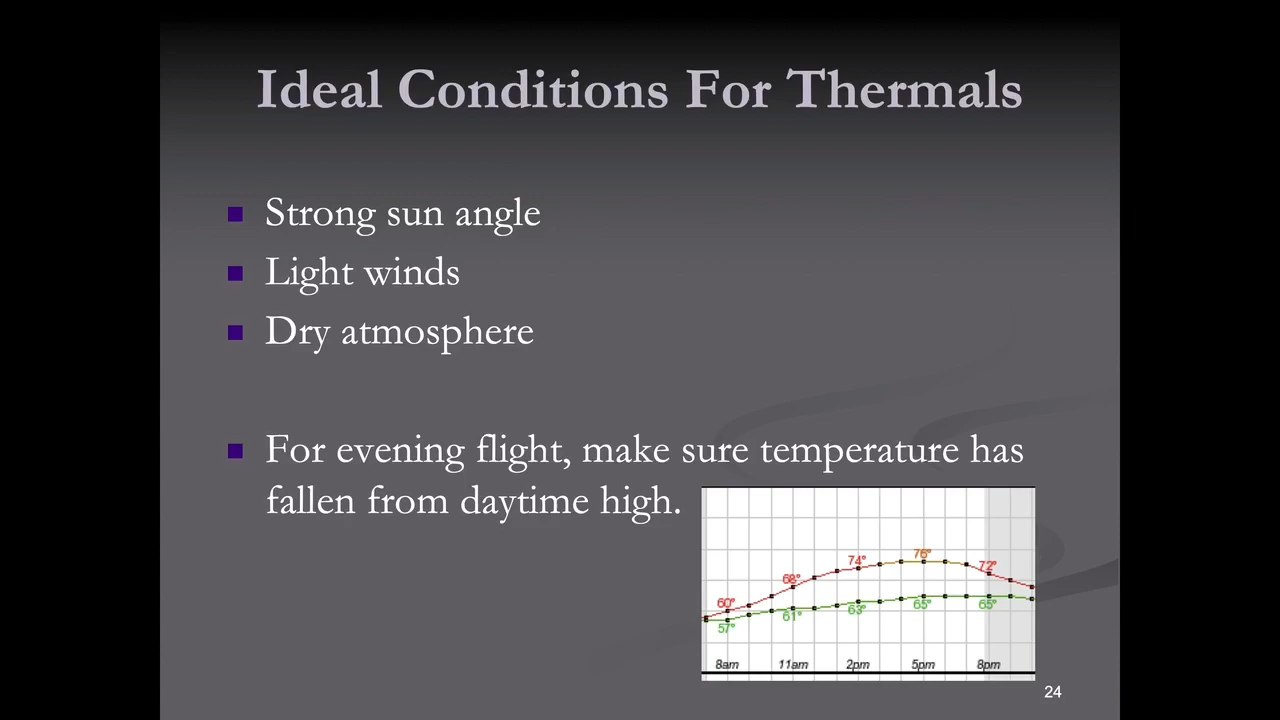 Ideal Conditions For Thermals
Strong sun angle
Light winds
Dry atmosphere
For evening flight, make sure temperature has
fallen from daytime high.
60° 68° 74° 76° 72°
57° 61° 63° 65° 65°
8am 11am 2pm 5pm 8pm
24